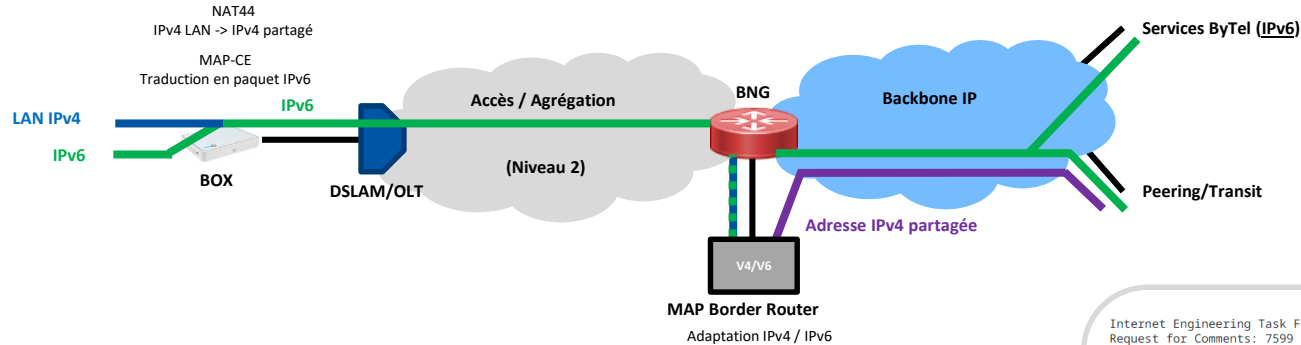 NAT44
IPv4 LAN -> IPv4 partagé
MAP-CE
Traduction en paquet IPv6
LAN IPv4
IPv6
IPv6
BOX
DSLAM/OLT
Accès / Agrégation
(Niveau 2)
BNG
Backbone IP
Services ByTel (IPv6)
Peering/Transit
Adresse IPv4 partagée
V4/V6
MAP Border Router
Adaptation IPv4 / IPv6
Internet Engineering Task F
Request for Comments: 7599